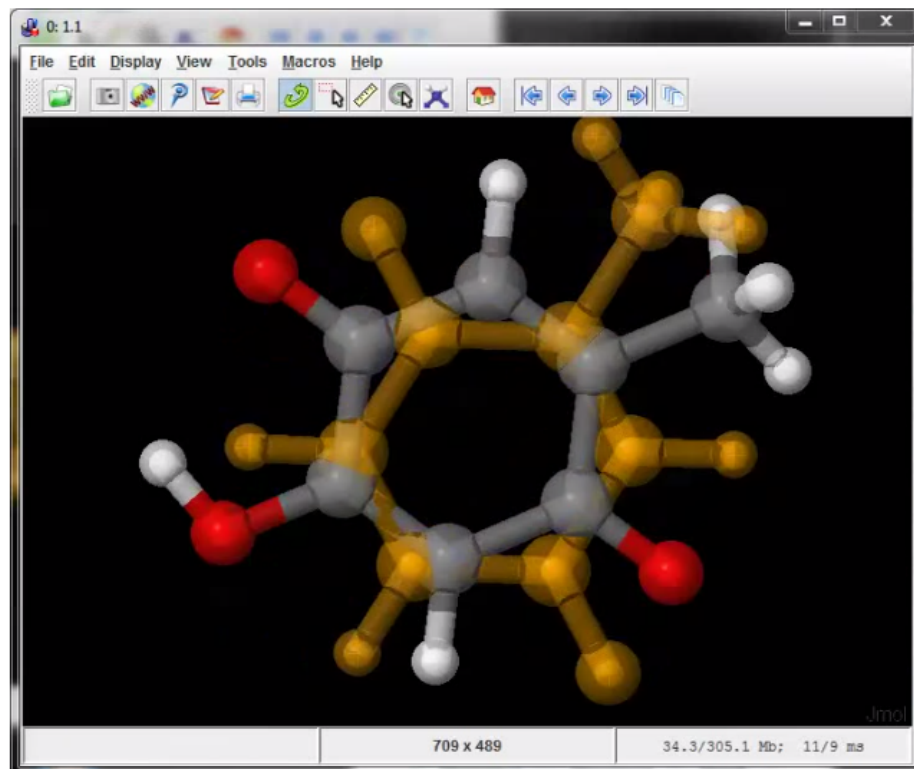 0: 1.1
File Edit Display View Tools Macros Help
Jmol
709 x 489
34.3/305.1 Mb; 11/9 ms